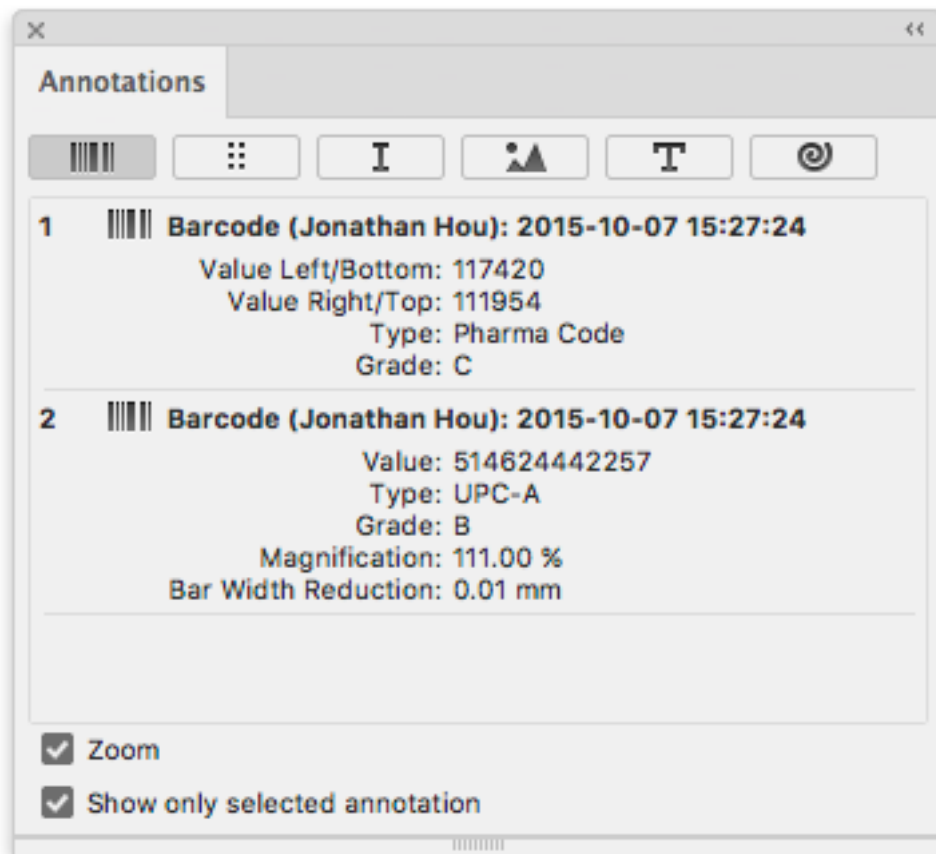 Annotations
1 Barcode (Jonathan Hou): 2015-10-07 15:27:24
Value Left/Bottom: 117420
Value Right/Top: 111954
Type: Pharma Code
Grade: C
2 Barcode (Jonathan Hou): 2015-10-07 15:27:24
Value: 514624442257
Type: UPC-A
Grade: B
Magnification: 111.00 %
Bar Width Reduction: 0.01 mm
Zoom
Show only selected annotation